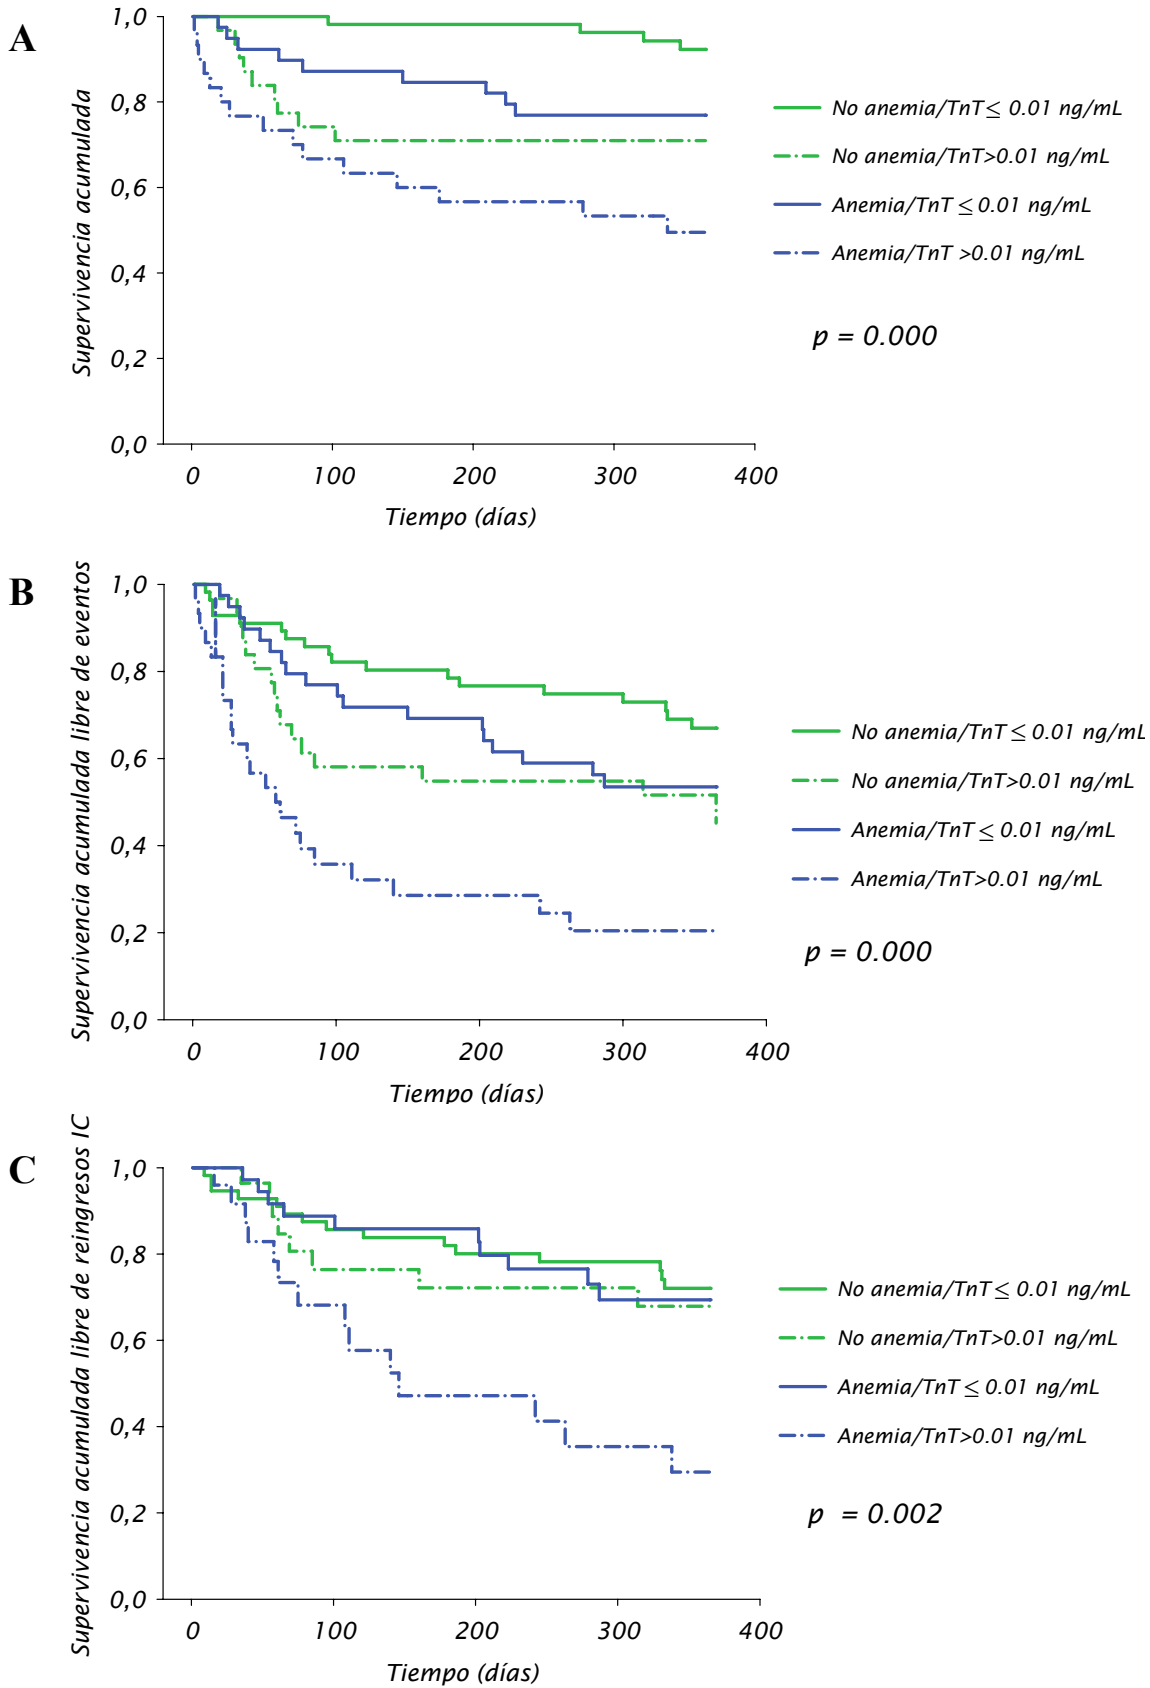 A
Supervivencia acumulada
1,0
0,8
0,6
0,4
0,2
0,0
0 100 200 300 400
Tiempo (días)
No anemia/TnT ≤ 0.01 ng/mL
No anemia/TnT>0.01 ng/mL
Anemia/TnT ≤ 0.01 ng/mL
Anemia/TnT >0.01 ng/mL
p = 0.000
B
Supervivencia acumulada libre de eventos
1,0
0,8
0,6
0,4
0,2
0,0
0 100 200 300 400
Tiempo (días)
No anemia/TnT ≤ 0.01 ng/mL
No anemia/TnT>0.01 ng/mL
Anemia/TnT ≤ 0.01 ng/mL
Anemia/TnT>0.01 ng/mL
p = 0.000
C
Supervivencia acumulada libre de reingresos IC
1,0
0,8
0,6
0,4
0,2
0,0
0 100 200 300 400
Tiempo (días)
No anemia/TnT ≤ 0.01 ng/mL
No anemia/TnT>0.01 ng/mL
Anemia/TnT ≤ 0.01 ng/mL
Anemia/TnT>0.01 ng/mL
p = 0.002